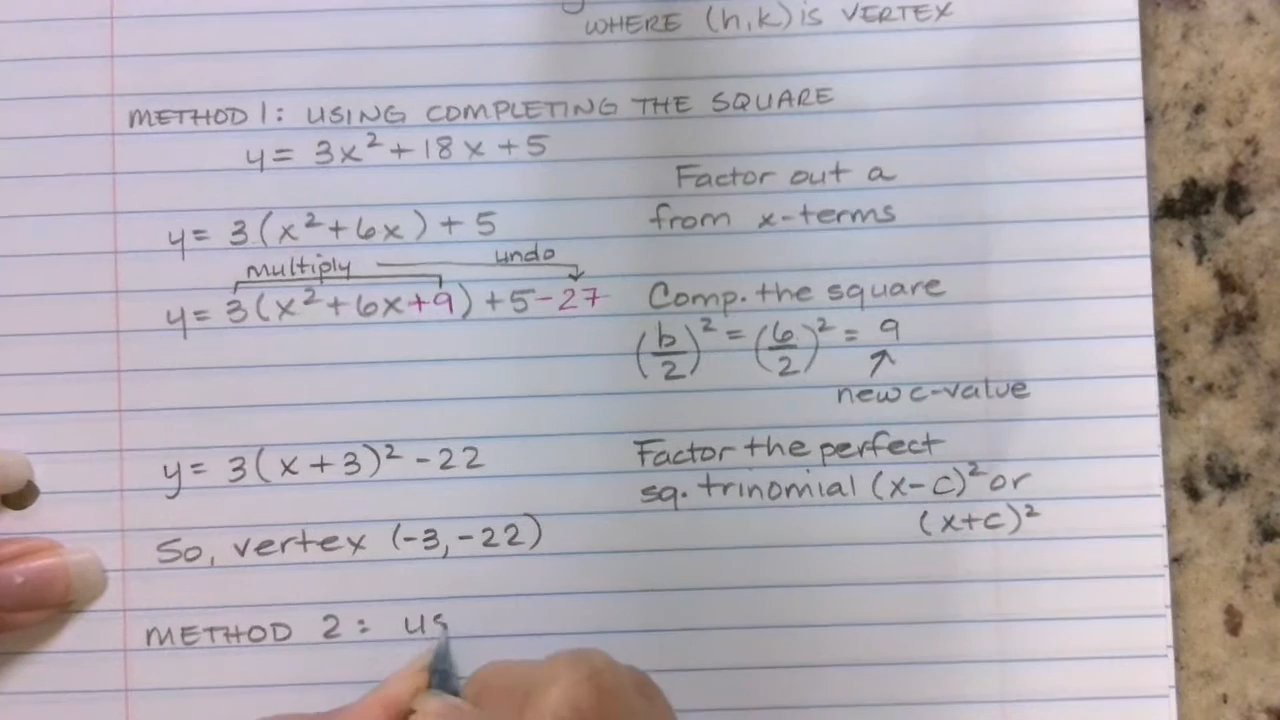 WHERE (h,k) is VERTEX
METHOD 1: USING COMPLETING THE SQUARE
y = 3x² + 18x + 5
Factor out a
from x-terms
y = 3(x² + 6x) + 5
multiply undo
y = 3(x² + 6x + 9) + 5 - 27
Comp. the square
(b/2)² = (6/2)² = 9
↑
new c-value
y = 3(x + 3)² - 22
Factor the perfect
sq. trinomial (x - c)² or
(x + c)²
So, vertex (-3, -22)
METHOD 2: US